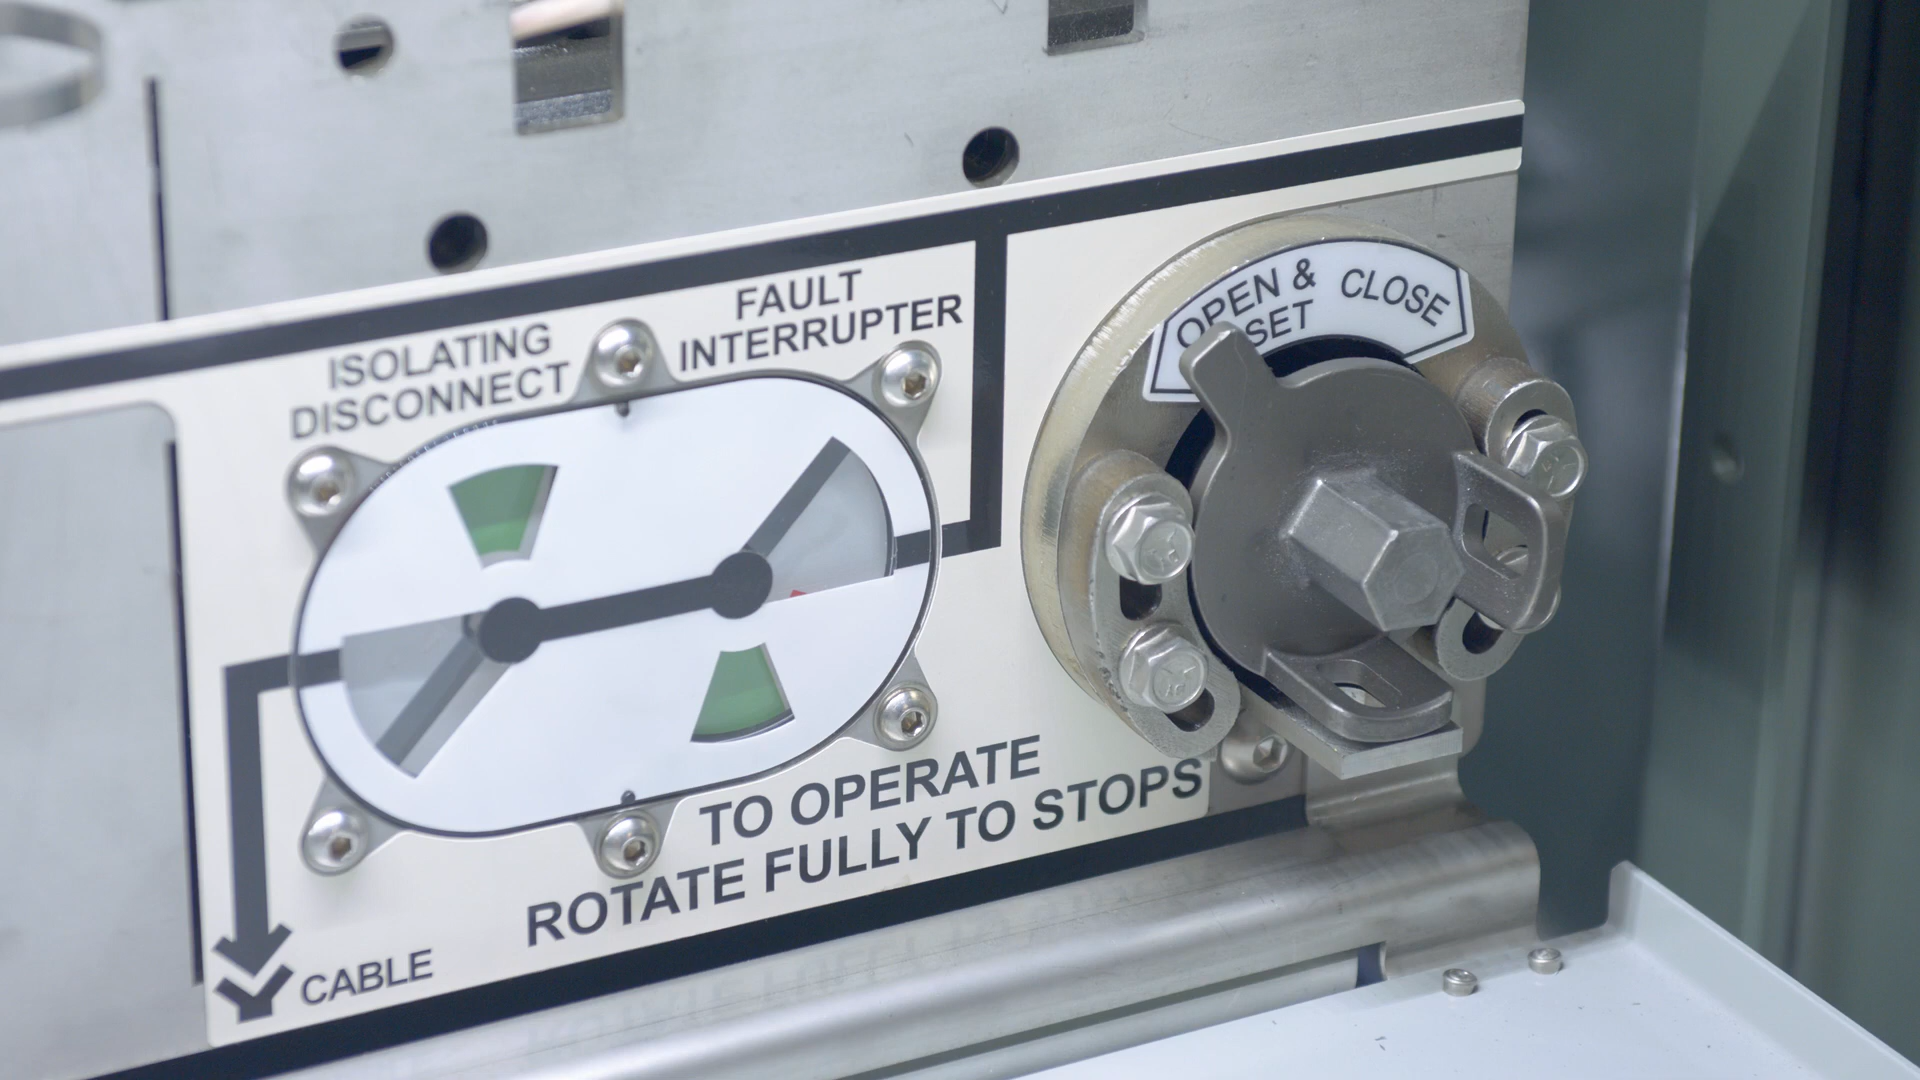 ISOLATING
DISCONNECT
FAULT
INTERRUPTER
OPEN &
CLOSE
TO OPERATE
ROTATE FULLY TO STOPS
CABLE